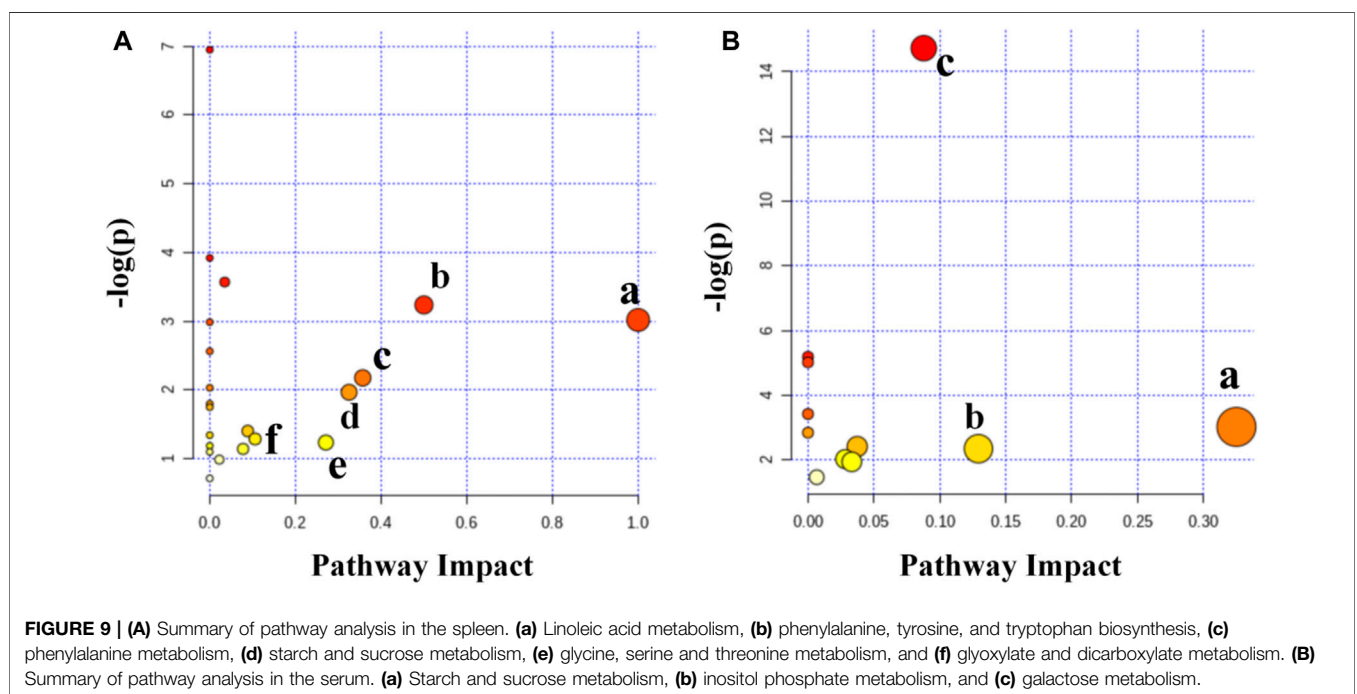 A
7
6
5
4
3
2
1
-log(p)
b
a
c
d
f
e
0.0 0.2 0.4 0.6 0.8 1.0
Pathway Impact
B
14
12
10
8
6
4
2
-log(p)
c
a
b
0.00 0.05 0.10 0.15 0.20 0.25 0.30
Pathway Impact
FIGURE 9 | (A) Summary of pathway analysis in the spleen. (a) Linoleic acid metabolism, (b) phenylalanine, tyrosine, and tryptophan biosynthesis, (c)
phenylalanine metabolism, (d) starch and sucrose metabolism, (e) glycine, serine and threonine metabolism, and (f) glyoxylate and dicarboxylate metabolism. (B)
Summary of pathway analysis in the serum. (a) Starch and sucrose metabolism, (b) inositol phosphate metabolism, and (c) galactose metabolism.